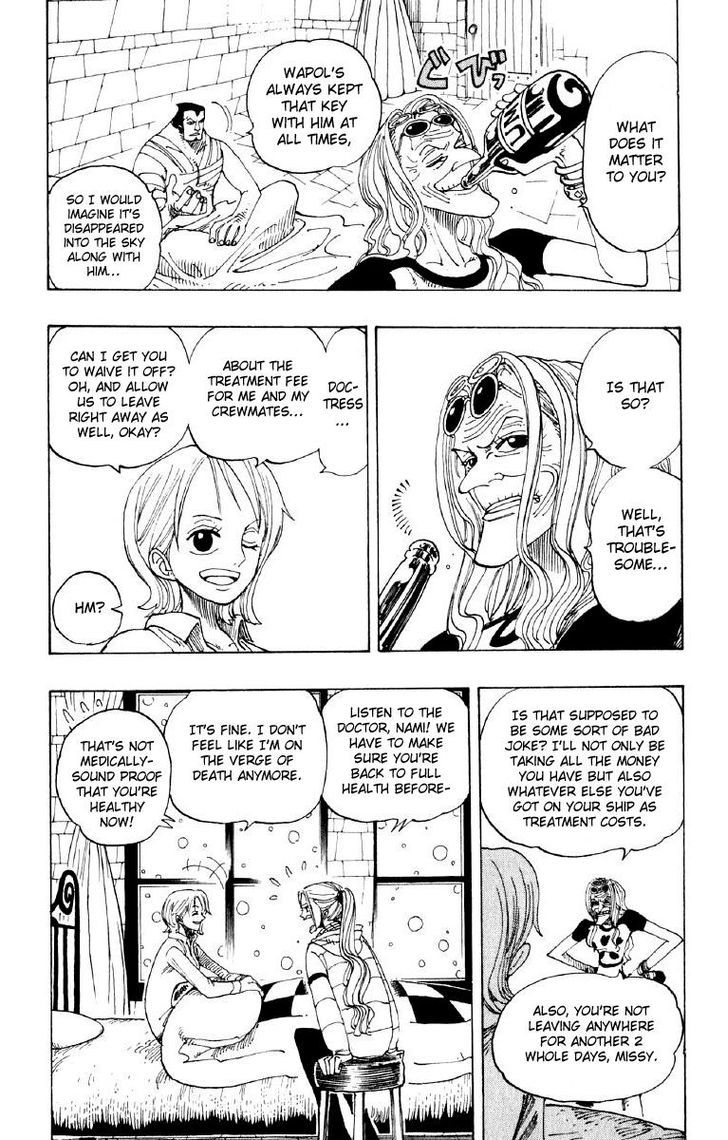 WHAT
DOES IT
MATTER
TO YOU?
ぐびっ
WAPOL'S
ALWAYS KEPT
THAT KEY
WITH HIM AT
ALL TIMES,
SO I WOULD
IMAGINE IT'S
DISAPPEARED
INTO THE SKY
ALONG WITH
HIM...
IS THAT
SO?
WELL,
THAT'S
TROUBLE-
SOME...
DOC-
TRESS
...
ABOUT THE
TREATMENT FEE
FOR ME AND MY
CREWMATES...
CAN I GET YOU
TO WAIVE IT OFF?
OH, AND ALLOW
US TO LEAVE
RIGHT AWAY AS
WELL, OKAY?
HM?
IS THAT SUPPOSED TO
BE SOME SORT OF BAD
JOKE? I'LL NOT ONLY BE
TAKING ALL THE MONEY
YOU HAVE BUT ALSO
WHATEVER ELSE YOU'VE
GOT ON YOUR SHIP AS
TREATMENT COSTS.
ALSO, YOU'RE NOT
LEAVING ANYWHERE
FOR ANOTHER 2
WHOLE DAYS, MISSY.
LISTEN TO THE
DOCTOR, NAMI! WE
HAVE TO MAKE
SURE YOU'RE
BACK TO FULL
HEALTH BEFORE-
IT'S FINE. I DON'T
FEEL LIKE I'M ON
THE VERGE OF
DEATH ANYMORE.
THAT'S NOT
MEDICALLY-
SOUND PROOF
THAT YOU'RE
HEALTHY
NOW!